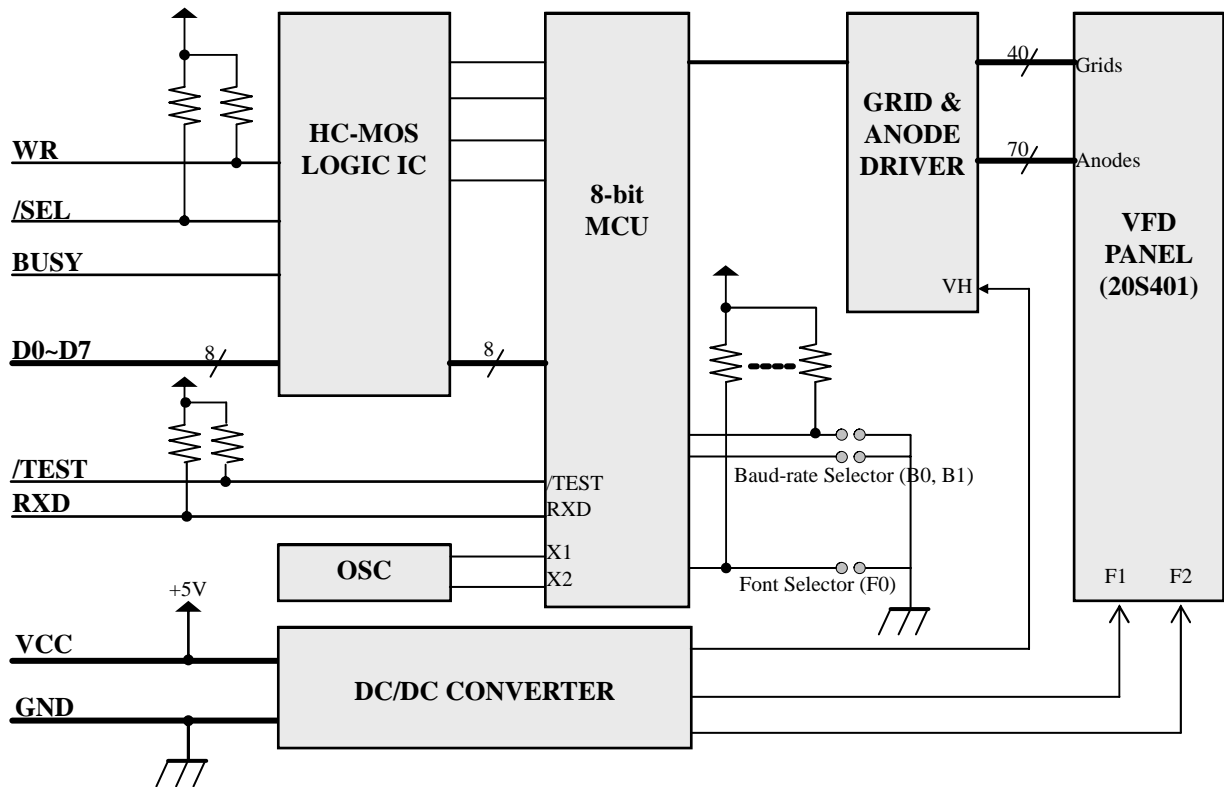 WR
/SEL
BUSY
D0~D7
8
/TEST
RXD
HC-MOS
LOGIC IC
8
8-bit
MCU
/TEST
RXD
X1
X2
OSC
GRID &
ANODE
DRIVER
VH
40
70
Grids
Anodes
VFD
PANEL
(20S401)
F1
F2
Baud-rate Selector (B0, B1)
Font Selector (F0)
+5V
VCC
GND
DC/DC CONVERTER